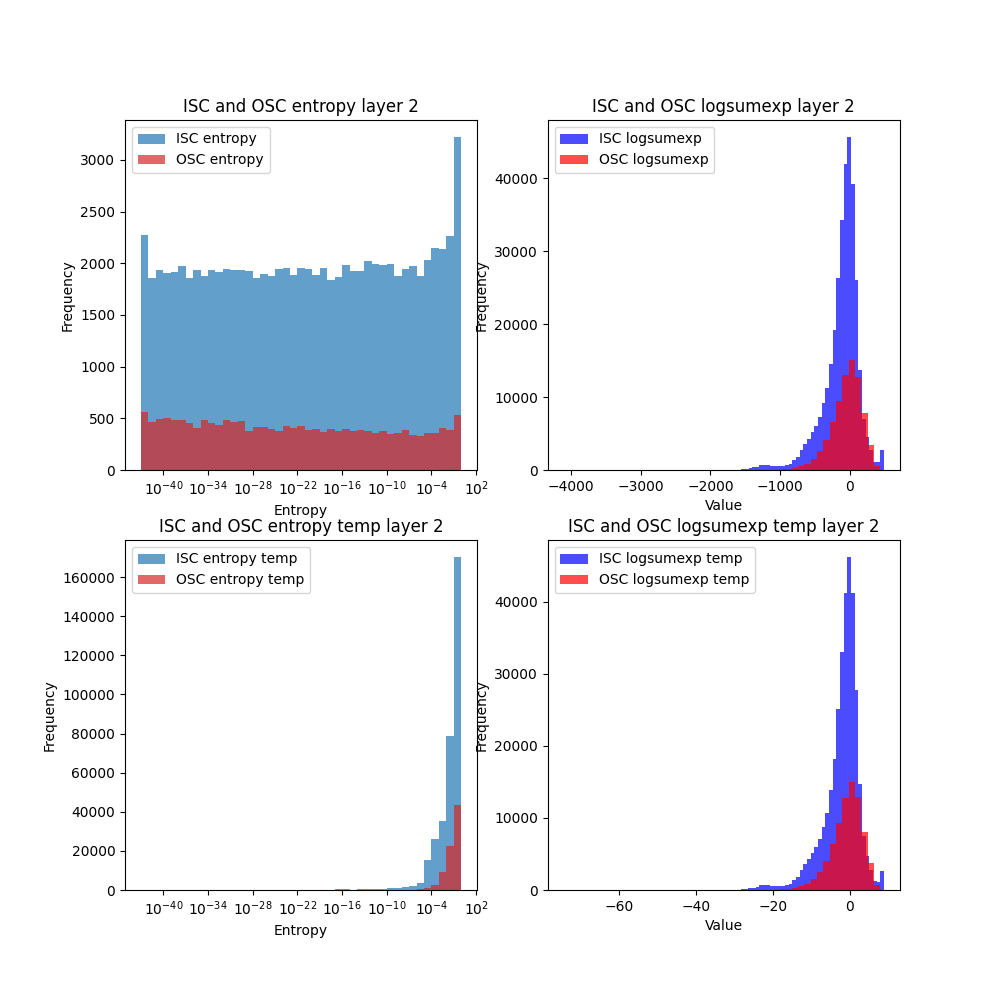 ISC and OSC entropy layer 2
ISC entropy
OSC entropy
Frequency
3000
2500
2000
1500
1000
500
0
10⁻⁴⁰ 10⁻³⁴ 10⁻²⁸ 10⁻²² 10⁻¹⁶ 10⁻¹⁰ 10⁻⁴ 10²
Entropy
ISC and OSC logsumexp layer 2
ISC logsumexp
OSC logsumexp
Frequency
40000
30000
20000
10000
0
−4000 −3000 −2000 −1000 0
Value
ISC and OSC entropy temp layer 2
ISC entropy temp
OSC entropy temp
Frequency
160000
140000
120000
100000
80000
60000
40000
20000
0
10⁻⁴⁰ 10⁻³⁴ 10⁻²⁸ 10⁻²² 10⁻¹⁶ 10⁻¹⁰ 10⁻⁴ 10²
Entropy
ISC and OSC logsumexp temp layer 2
ISC logsumexp temp
OSC logsumexp temp
Frequency
40000
30000
20000
10000
0
−60 −40 −20 0
Value